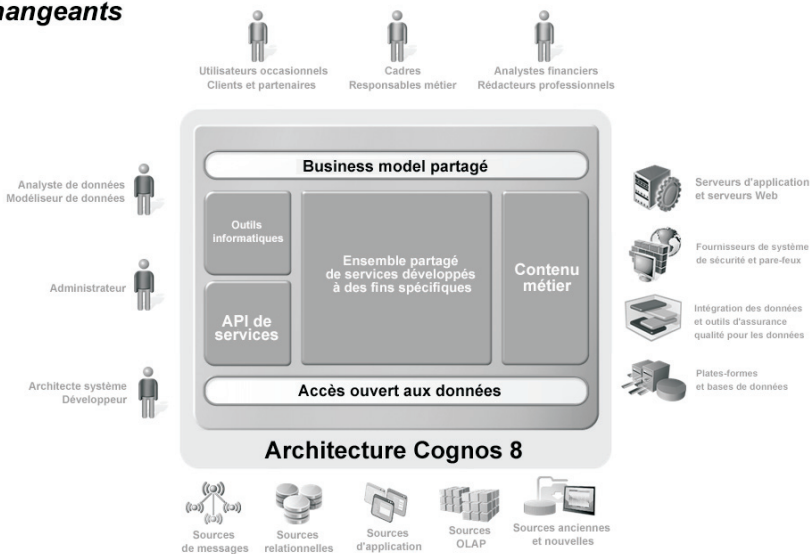 hangeants
Utilisateurs occasionnels
Clients et partenaires
Cadres
Responsables métier
Analystes financiers
Rédacteurs professionnels
Analyste de données
Modéliseur de données
Administrateur
Architecte système
Développeur
Business model partagé
Outils
informatiques
API de
services
Ensemble partagé
de services développés
à des fins spécifiques
Contenu
métier
Accès ouvert aux données
Architecture Cognos 8
Serveurs d'application
et serveurs Web
Fournisseurs de système
de sécurité et pare-feux
Intégration des données
et outils d'assurance
qualité pour les données
Plates-formes
et bases de données
Sources
de messages
Sources
relationnelles
Sources
d'application
Sources
OLAP
Sources anciennes
et nouvelles